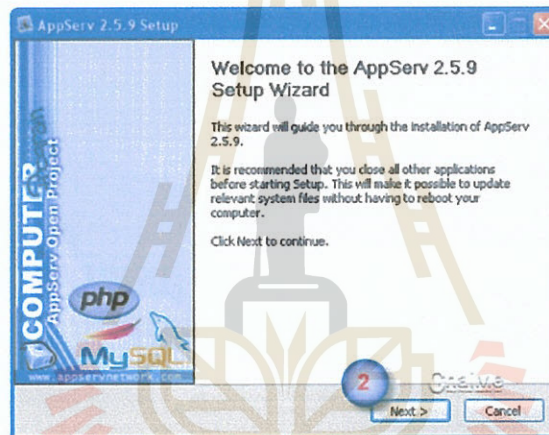 AppServ 2.5.9 Setup
Welcome to the AppServ 2.5.9
Setup Wizard
This wizard will guide you through the installation of AppServ
2.5.9.
It is recommended that you close all other applications
before starting Setup. This will make it possible to update
relevant system files without having to reboot your
computer.
Click Next to continue.
COMPUTER
AppServ Open Project
php
MySQL
www.appservnetwork.com
2
Next >
Cancel